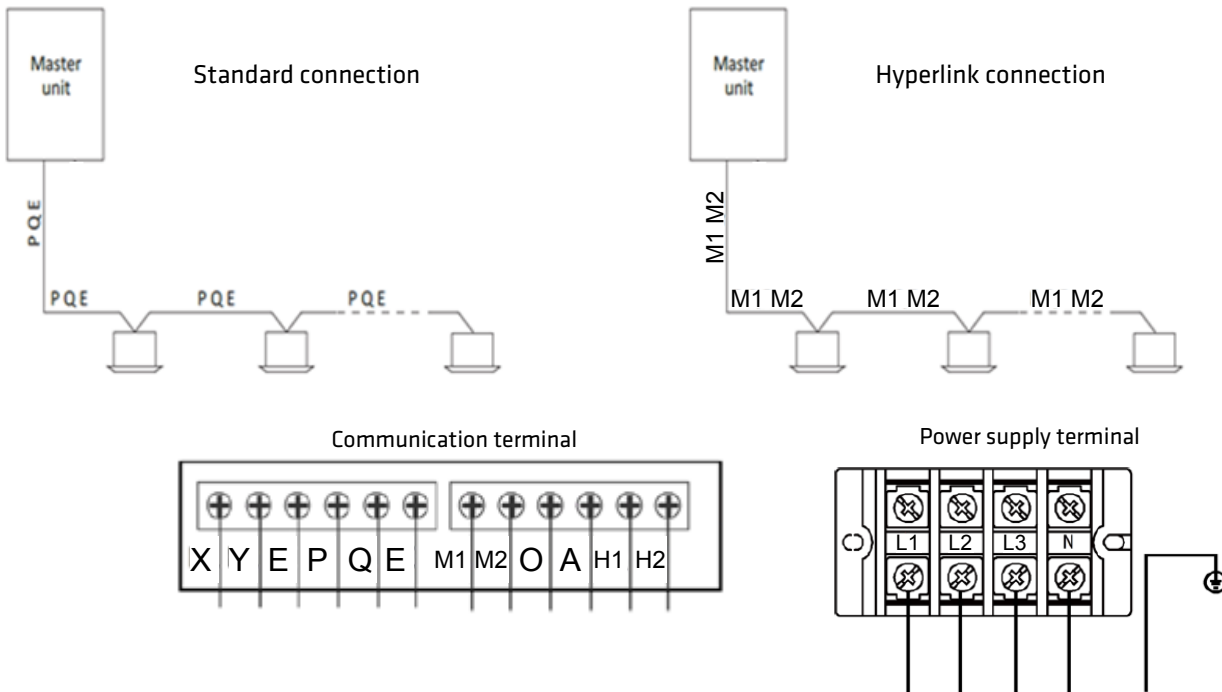 Master
unit
Standard connection
PQE
PQE
PQE
PQE
Master
unit
Hyperlink connection
M1 M2
M1 M2
M1 M2
M1 M2
Communication terminal
X Y E P Q E M1 M2 O A H1 H2
Power supply terminal
L1 L2 L3 N